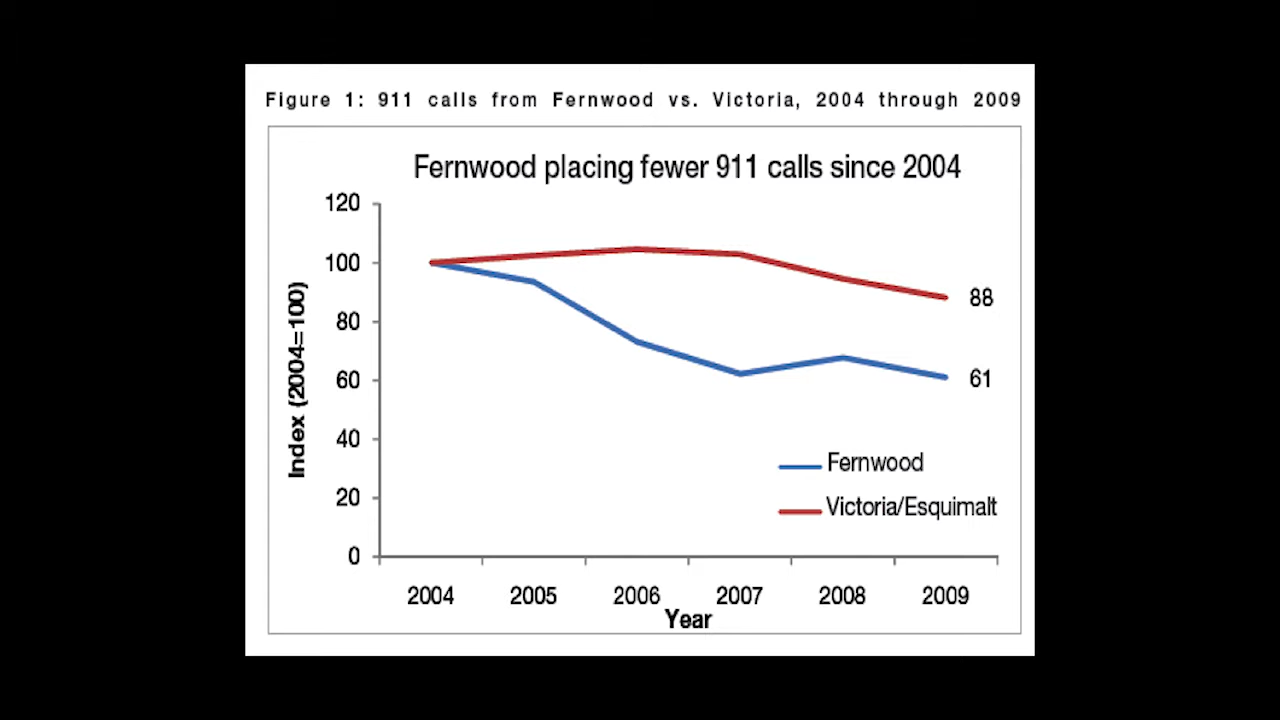 Figure 1: 911 calls from Fernwood vs. Victoria, 2004 through 2009
Fernwood placing fewer 911 calls since 2004
120
100
80
60
40
20
0
Index (2004=100)
88
61
Fernwood
Victoria/Esquimalt
2004 2005 2006 2007 2008 2009
Year